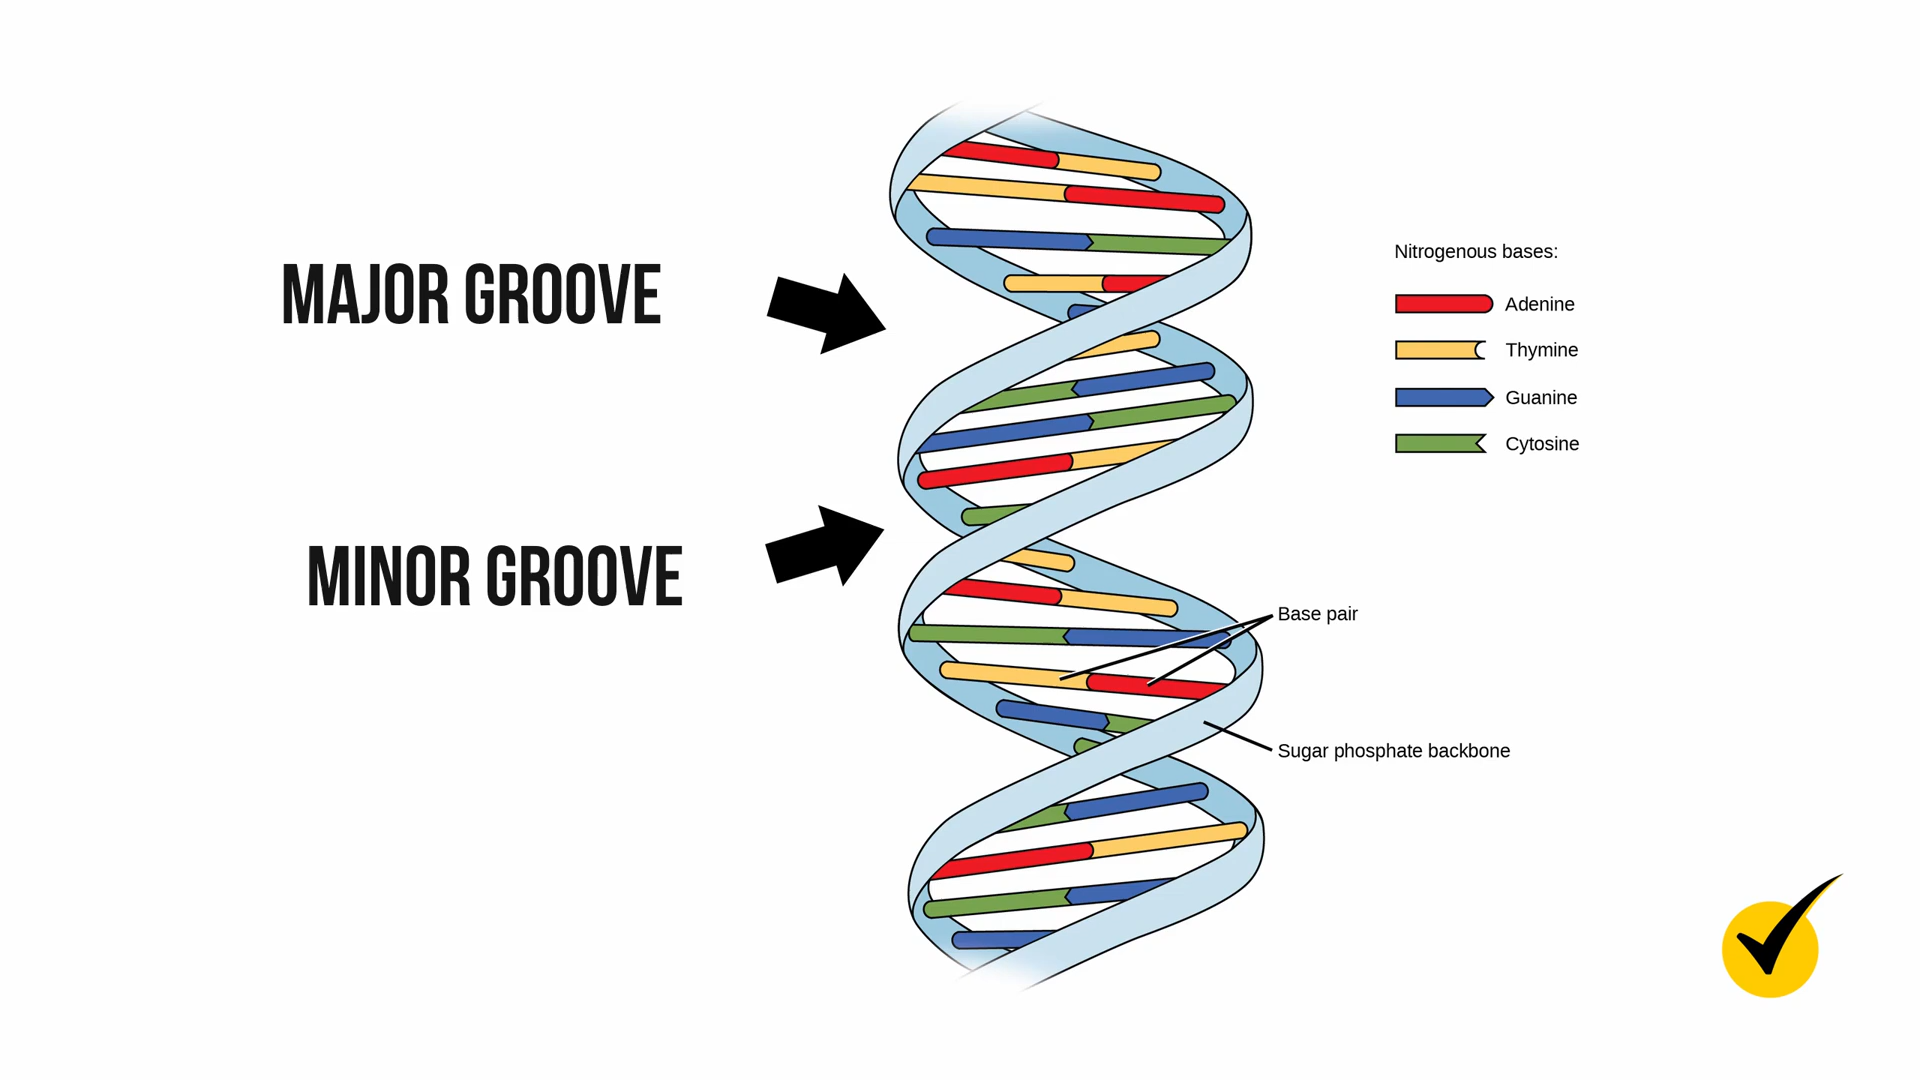 MAJOR GROOVE
MINOR GROOVE
Nitrogenous bases:
Adenine
Thymine
Guanine
Cytosine
Base pair
Sugar phosphate backbone